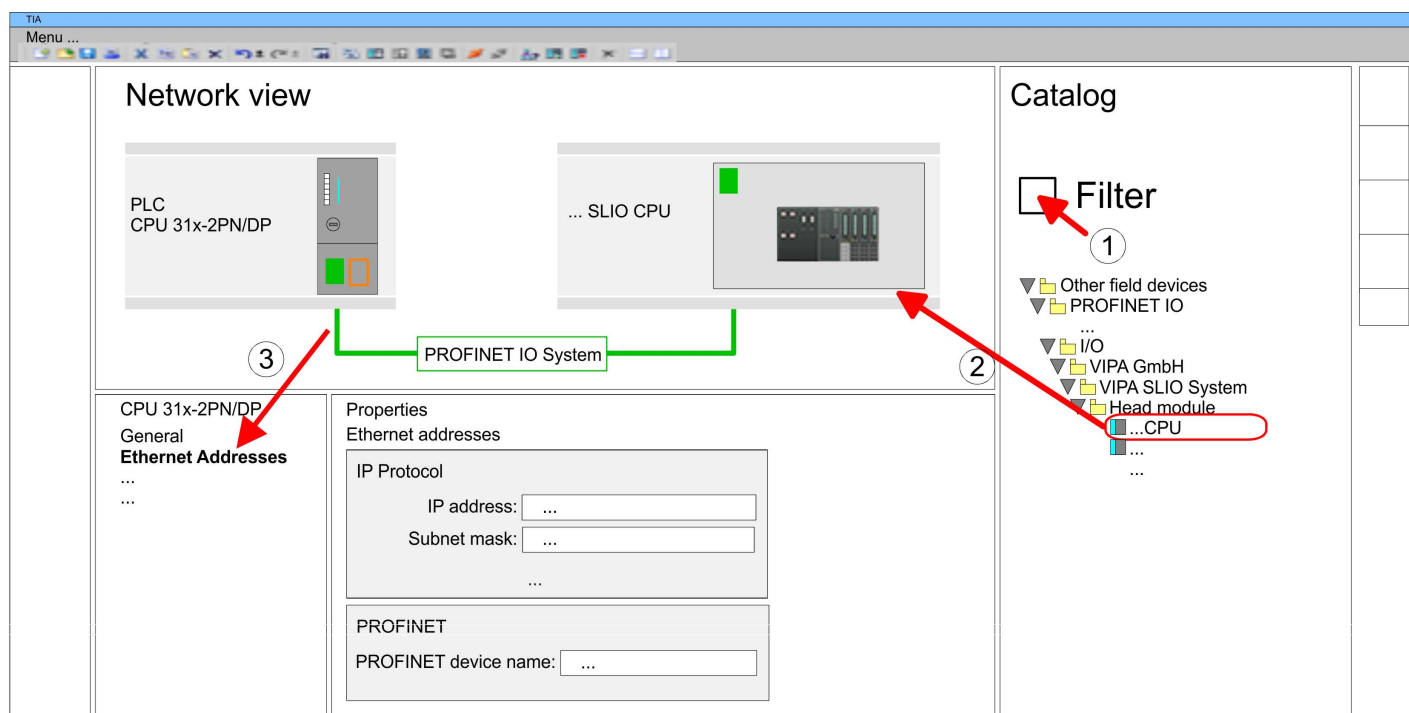 TIA
Menu ...
Network view
PLC
CPU 31x-2PN/DP
... SLIO CPU
PROFINET IO System
3
2
Catalog
Filter
1
Other field devices
PROFINET IO
...
I/O
VIPA GmbH
VIPA SLIO System
Head module
...CPU
...
...
CPU 31x-2PN/DP
General
Ethernet Addresses
...
...
Properties
Ethernet addresses
IP Protocol
IP address: ...
Subnet mask: ...
...
PROFINET
PROFINET device name: ...